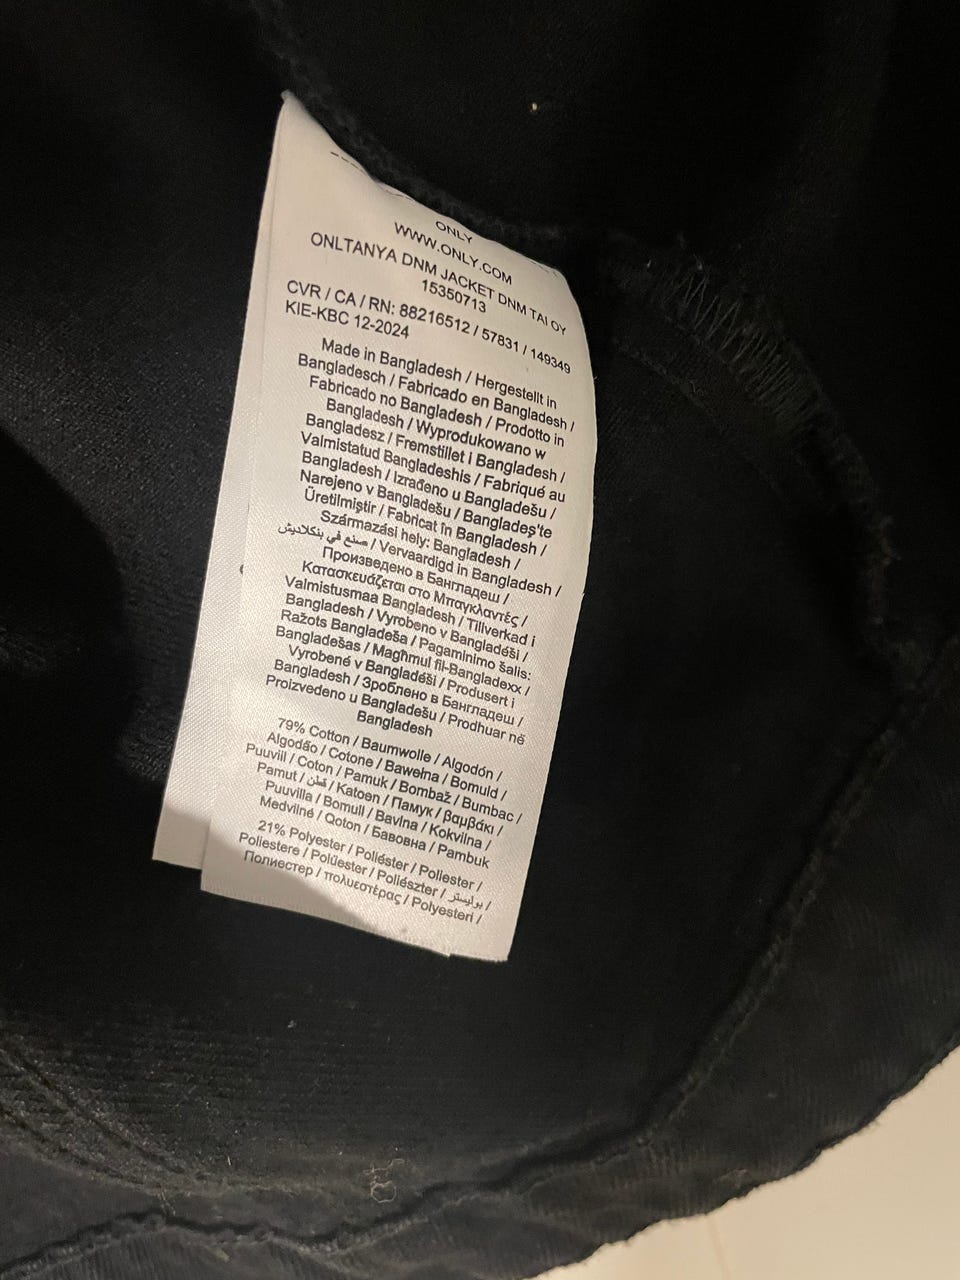 ONLY
WWW.ONLY.COM
ONLTANYA DNM JACKET DNM TAI OY
15350713
CVR / CA / RN: 88216512 / 57831 / 149349
KIE-KBC 12-2024
Made in Bangladesh / Hergestellt in
Bangladesch / Fabricado en Bangladesh /
Fabricado no Bangladesh / Prodotto in
Bangladesh / Wyprodukowano w
Bangladesz / Fremstillet i Bangladesh /
Valmistatud Bangladeshis / Fabriqué au
Bangladesh / Izrađeno u Bangladešu /
Narejeno v Bangladešu / Bangladeş'te
Üretilmiştir / Fabricat în Bangladesh /
Származási hely: Bangladesh /
صنع في بنكلاديش / Vervaardigd in Bangladesh /
Произведено в Бангладеш /
Κατασκευάζεται στο Μπαγκλαντές /
Valmistusmaa Bangladesh / Tillverkad i
Bangladesh / Vyrobeno v Bangladéši /
Ražots Bangladeša / Pagaminimo šalis:
Bangladešas / Magħmul fil-Bangladexx /
Vyrobené v Bangladéši / Produsert i
Bangladesh / Зроблено в Бангладеш /
Proizvedeno u Bangladešu / Prodhuar në
Bangladesh
79% Cotton / Baumwolle / Algodón /
Algodão / Cotone / Bawełna / Bomuld /
Puuvill / Coton / Pamuk / Bombaž / Bumbac /
Pamut / قطن / Katoen / Памук / βαμβάκι /
Puuvilla / Bomull / Bavlna / Kokvilna /
Medvilnė / Qoton / Бавовна / Pambuk
21% Polyester / Poliéster / Poliester /
Poliestere / Polüester / Poliészter / بوليستر /
Полиестер / πολυεστέρας / Polyesteri /